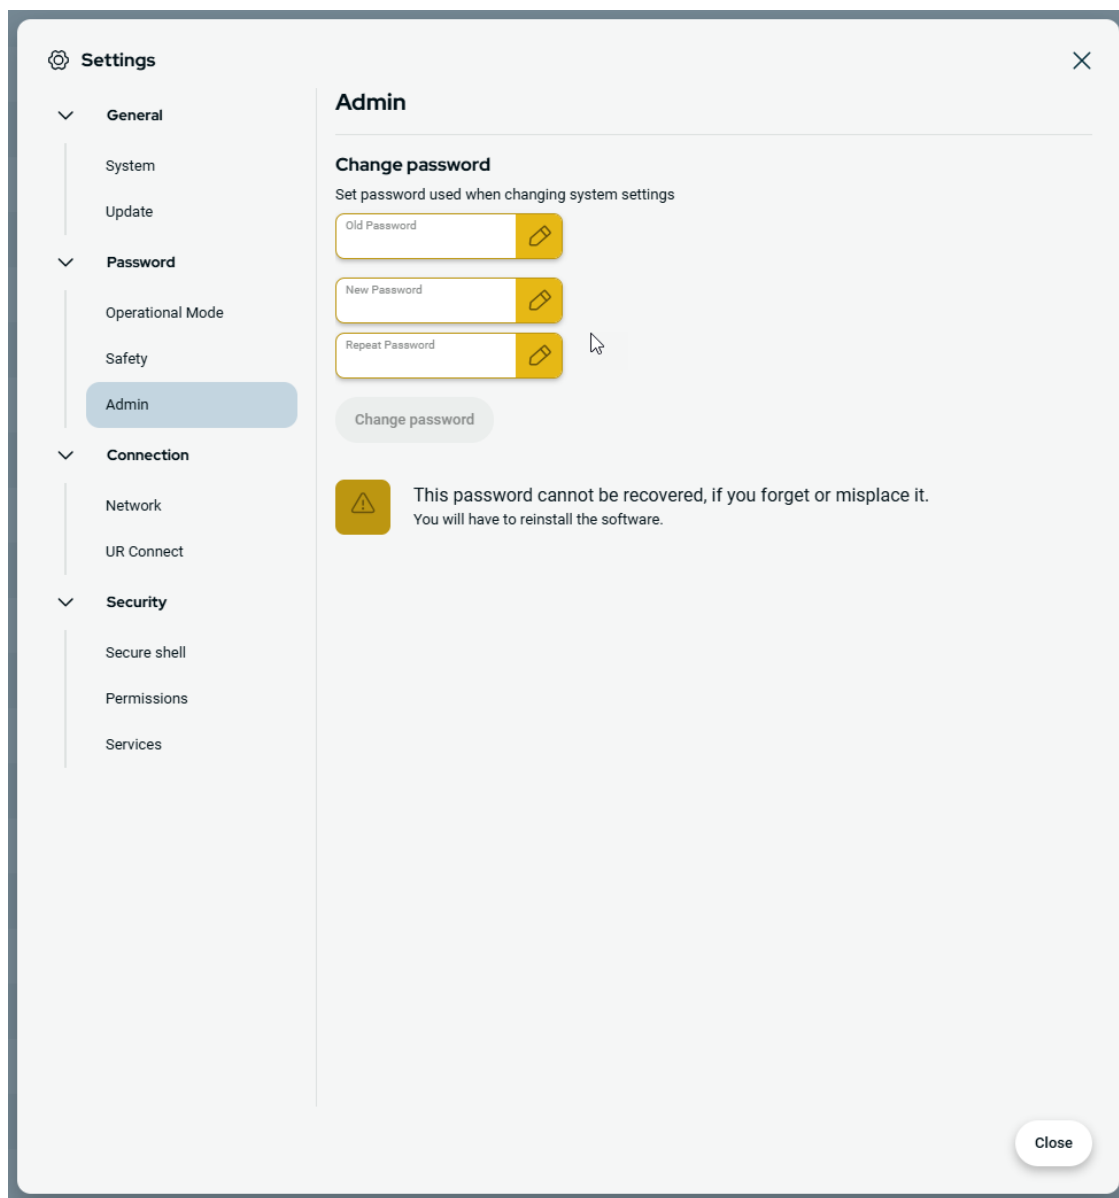 Settings
General
System
Update
Password
Operational Mode
Safety
Admin
Connection
Network
UR Connect
Security
Secure shell
Permissions
Services
Admin
Change password
Set password used when changing system settings
Old Password
New Password
Repeat Password
Change password
This password cannot be recovered, if you forget or misplace it.
You will have to reinstall the software.
Close